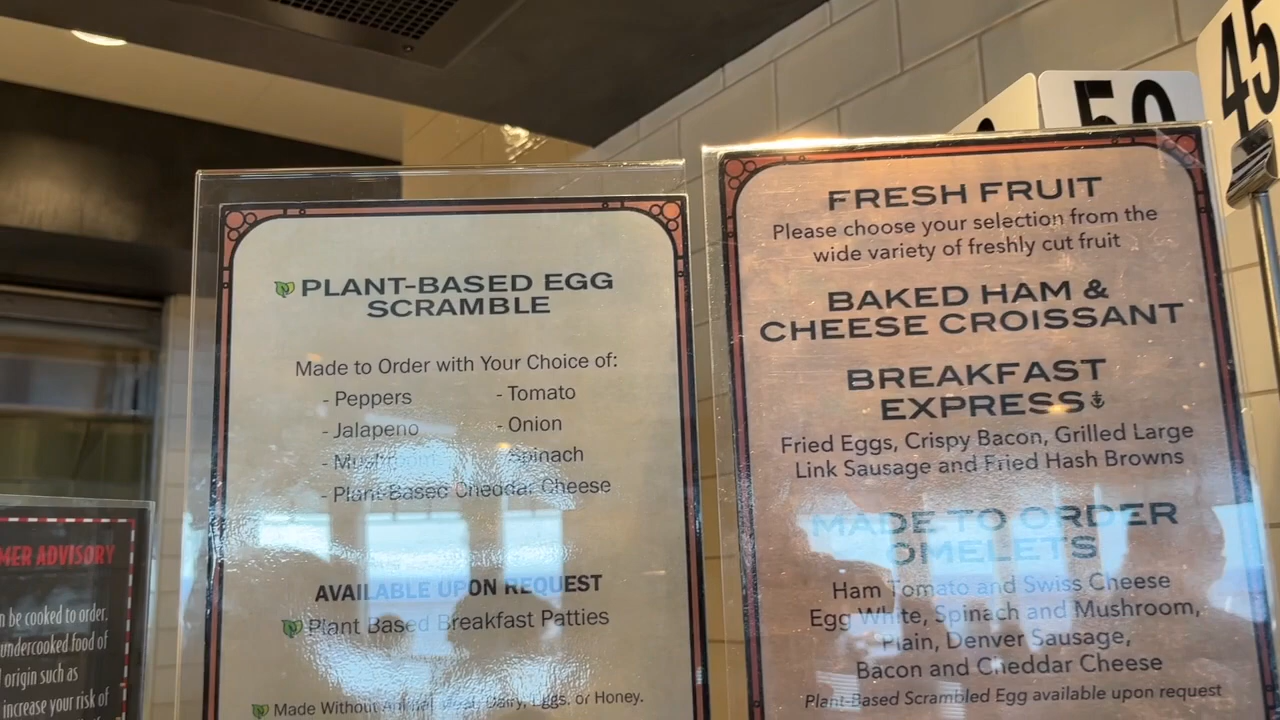 PLANT-BASED EGG
SCRAMBLE
Made to Order with Your Choice of:
- Peppers
- Tomato
- Jalapeno
- Onion
- Mushrooms
- Spinach
- Plant-Based Cheddar Cheese
AVAILABLE UPON REQUEST
Plant Based Breakfast Patties
Made Without Animal Meat, Dairy, Eggs, or Honey.
FRESH FRUIT
Please choose your selection from the
wide variety of freshly cut fruit
BAKED HAM &
CHEESE CROISSANT
BREAKFAST
EXPRESS
Fried Eggs, Crispy Bacon, Grilled Large
Link Sausage and Fried Hash Browns
MADE TO ORDER
OMELETS
Ham Tomato and Swiss Cheese
Egg White, Spinach and Mushroom,
Plain, Denver Sausage,
Bacon and Cheddar Cheese
Plant-Based Scrambled Egg available upon request
50
45
MER ADVISORY
n be cooked to order.
undercooked food of
origin such as
increase your risk of